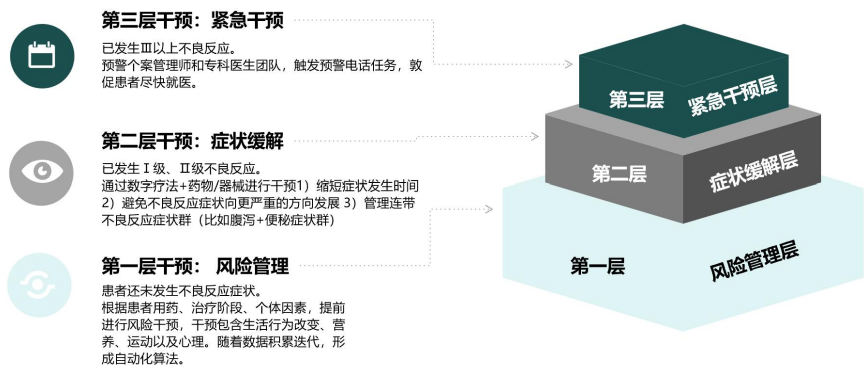 第三层干预：紧急干预
已发生Ⅲ以上不良反应。
预警个案管理师和专科医生团队，触发预警电话任务，敦
促患者尽快就医。
第二层干预：症状缓解
已发生Ⅰ级、Ⅱ级不良反应。
通过数字疗法+药物/器械进行干预1）缩短症状发生时间
2）避免不良反应症状向更严重的方向发展 3）管理连带
不良反应症状群（比如腹泻+便秘症状群）
第一层干预： 风险管理
患者还未发生不良反应症状。
根据患者用药、治疗阶段、个体因素，提前
进行风险干预，干预包含生活行为改变、营
养、运动以及心理。随着数据积累迭代，形
成自动化算法。
第三层 紧急干预层
第二层 症状缓解层
第一层 风险管理层